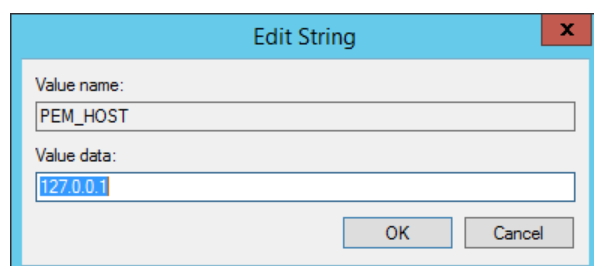 Edit String
x
Value name:
PEM_HOST
Value data:
127.0.0.1
OK Cancel